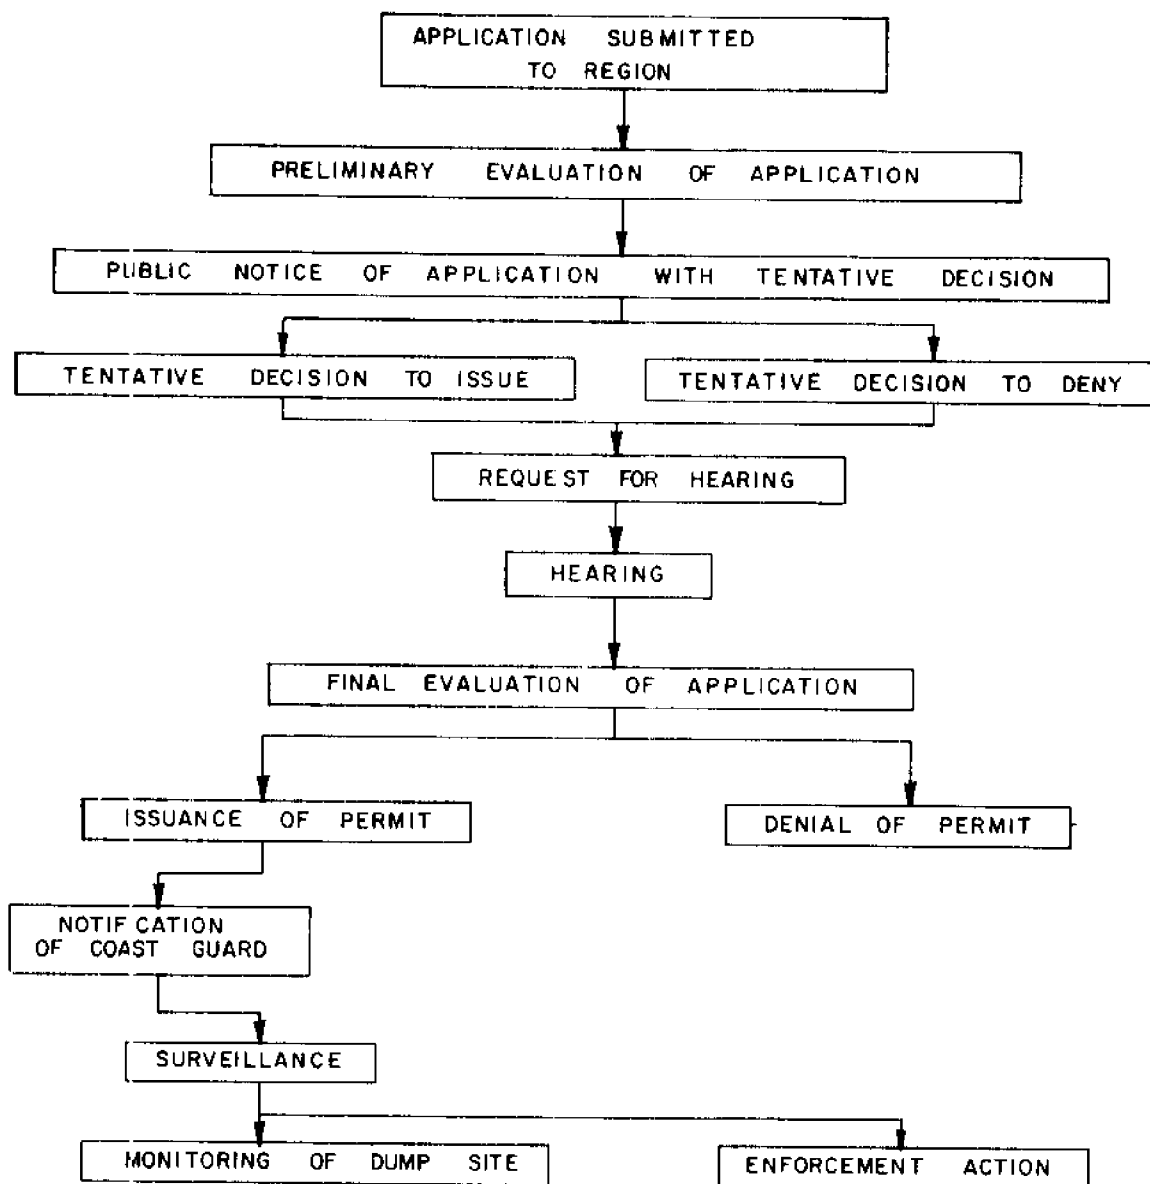 APPLICATION SUBMITTED
TO REGION
PRELIMINARY EVALUATION OF APPLICATION
PUBLIC NOTICE OF APPLICATION WITH TENTATIVE DECISION
TENTATIVE DECISION TO ISSUE
TENTATIVE DECISION TO DENY
REQUEST FOR HEARING
HEARING
FINAL EVALUATION OF APPLICATION
ISSUANCE OF PERMIT
DENIAL OF PERMIT
NOTIFICATION
OF COAST GUARD
SURVEILLANCE
MONITORING OF DUMP SITE
ENFORCEMENT ACTION